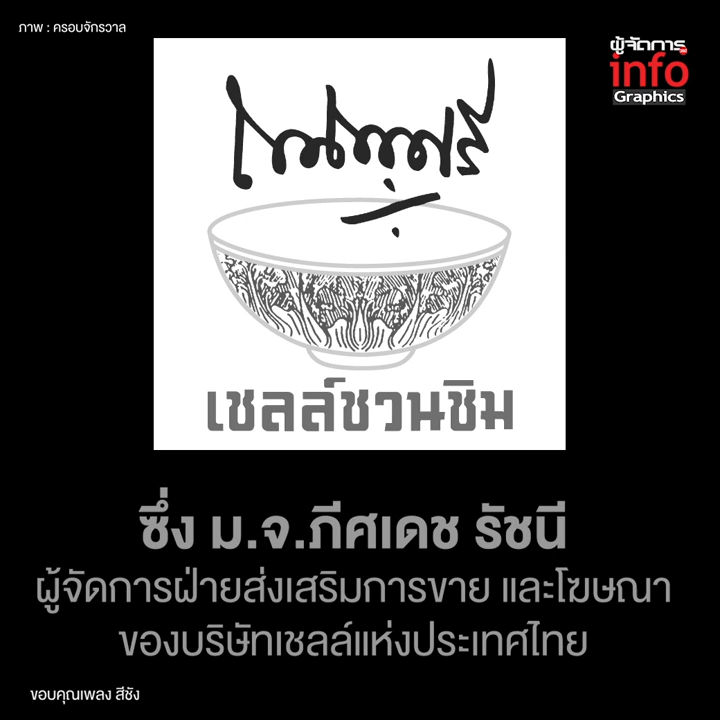 ภาพ : ครอบจักรวาล
ผู้จัดการ
info
Graphics
เชลล์ชวนชิม
ซึ่ง ม.จ.ภีศเดช รัชนี
ผู้จัดการฝ่ายส่งเสริมการขาย และโฆษณา
ของบริษัทเชลล์แห่งประเทศไทย
ขอบคุณเพลง สีชัง